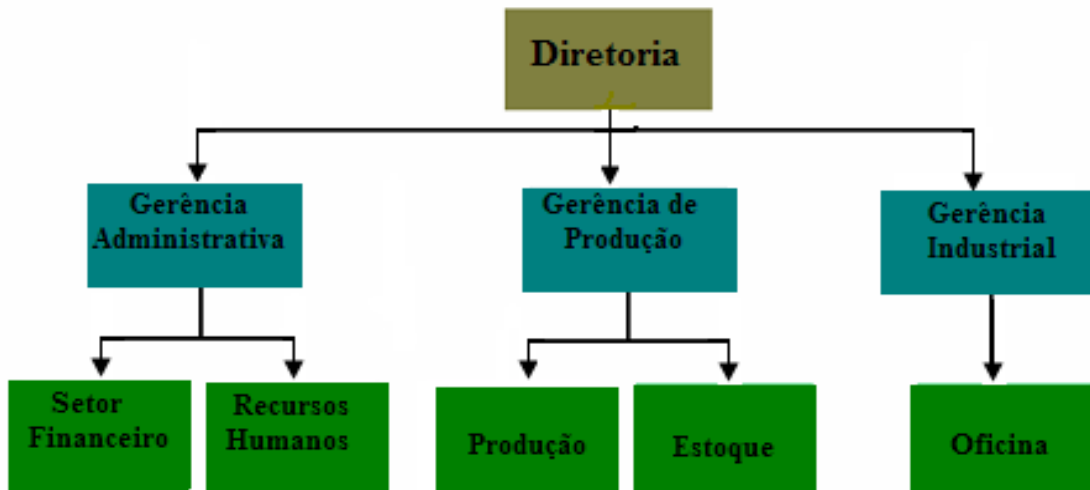 Diretoria
Gerência
Administrativa
Gerência de
Produção
Gerência
Industrial
Setor
Financeiro
Recursos
Humanos
Produção
Estoque
Oficina